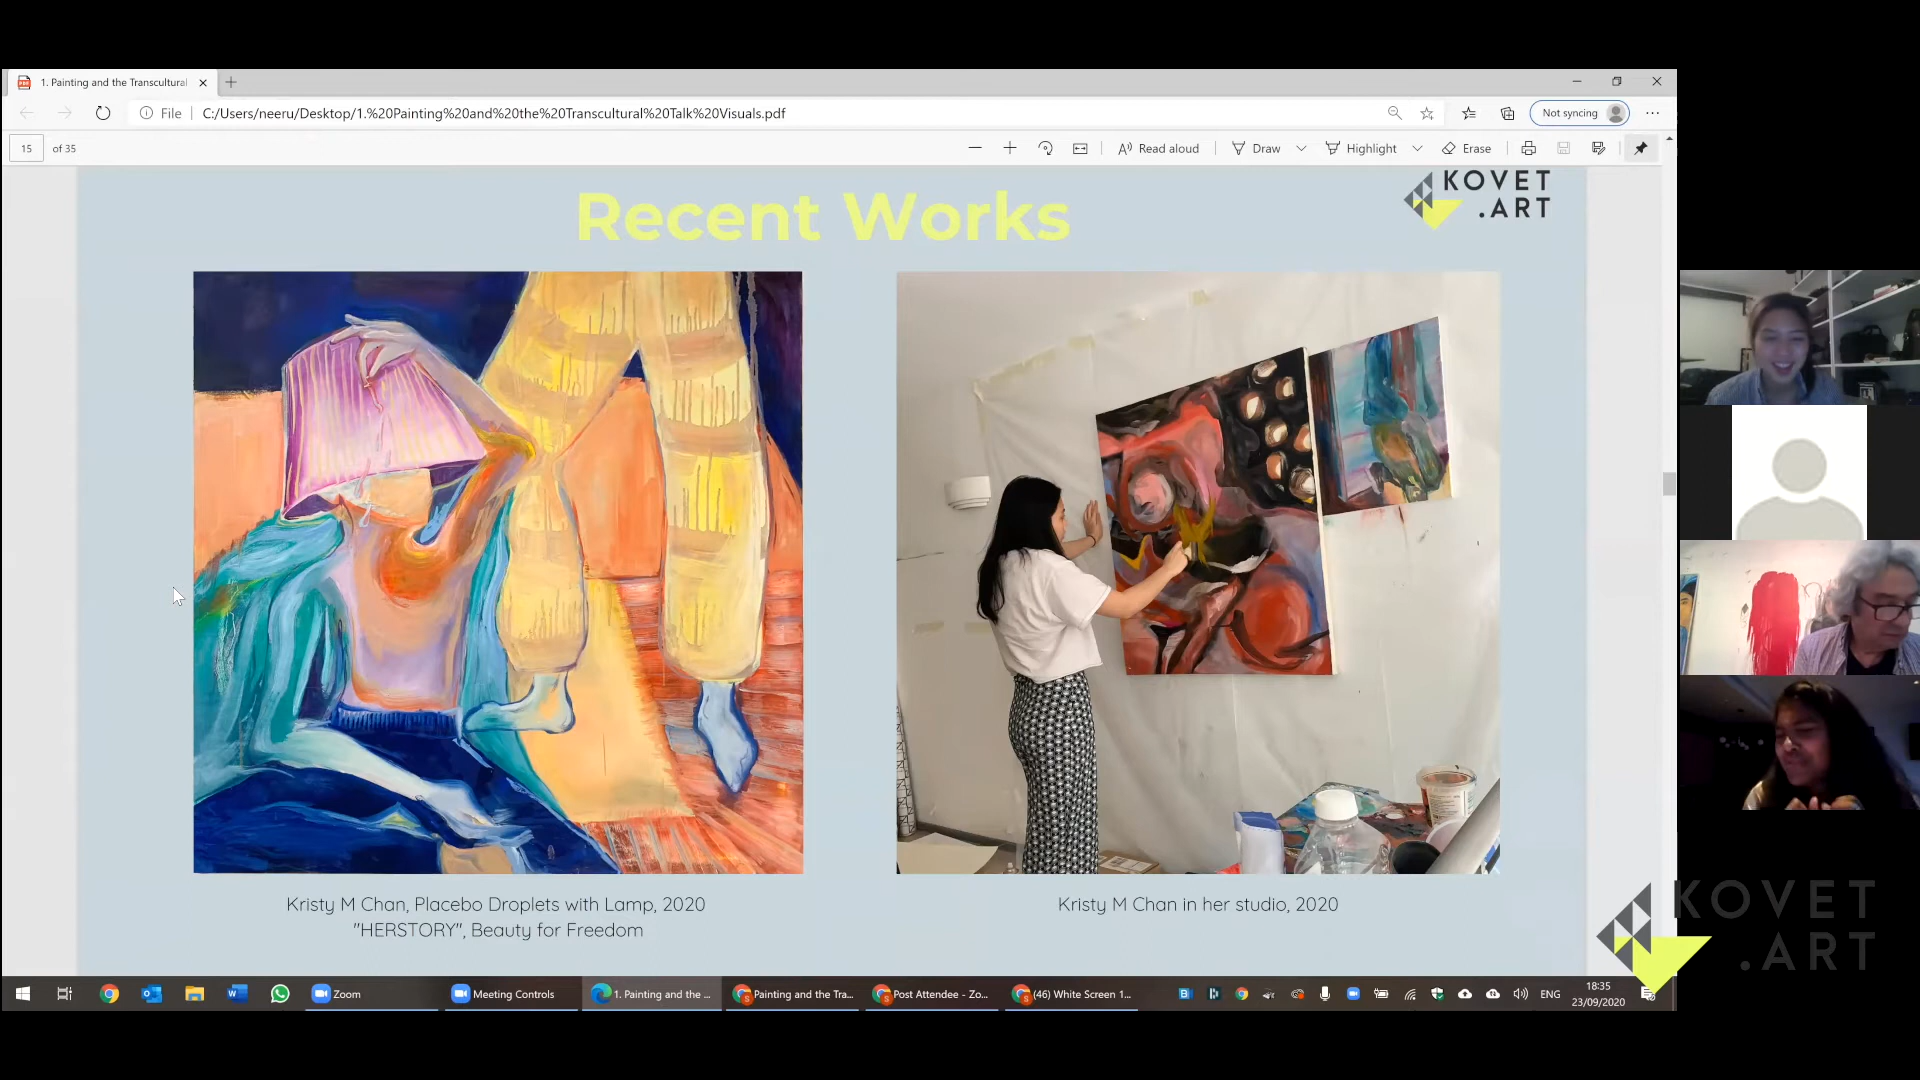 1. Painting and the Transcultural
File
C:/Users/neeru/Desktop/1.%20Painting%20and%20the%20Transcultural%20Talk%20Visuals.pdf
Not syncing
15
of 35
Read aloud
Draw
Highlight
Erase
Recent Works
KOVET
.ART
Kristy M Chan, Placebo Droplets with Lamp, 2020
"HERSTORY", Beauty for Freedom
Kristy M Chan in her studio, 2020
KOVET
.ART
Zoom
Meeting Controls
1. Painting and the ...
Painting and the Tra...
Post Attendee - Zo...
(46) White Screen 1...
ENG
18:35
23/09/2020